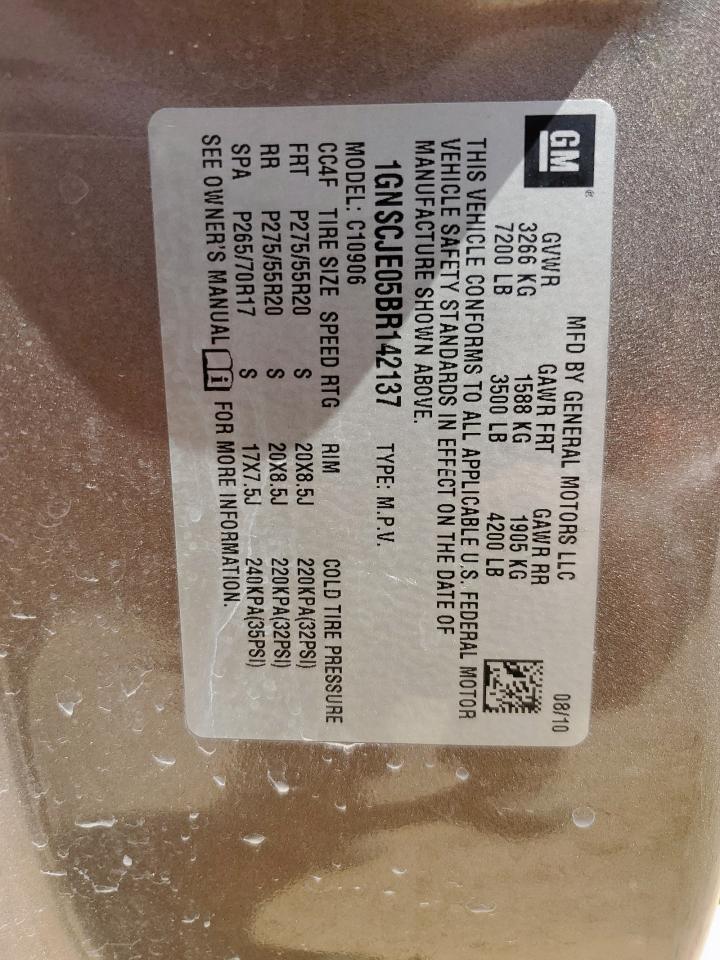 GM ®
MFD BY GENERAL MOTORS LLC 08/10
GVWR GAWR FRT GAWR RR
3266 KG 1588 KG 1905 KG
7200 LB 3500 LB 4200 LB
THIS VEHICLE CONFORMS TO ALL APPLICABLE U.S. FEDERAL MOTOR
VEHICLE SAFETY STANDARDS IN EFFECT ON THE DATE OF
MANUFACTURE SHOWN ABOVE.
1GNSCJE05BR142137 TYPE: M.P.V.
MODEL: C10906
CC4F TIRE SIZE SPEED RTG RIM COLD TIRE PRESSURE
FRT P275/55R20 S 20X8.5J 220KPA(32PSI)
RR P275/55R20 S 20X8.5J 220KPA(32PSI)
SPA P265/70R17 S 17X7.5J 240KPA(35PSI)
SEE OWNER'S MANUAL i FOR MORE INFORMATION.